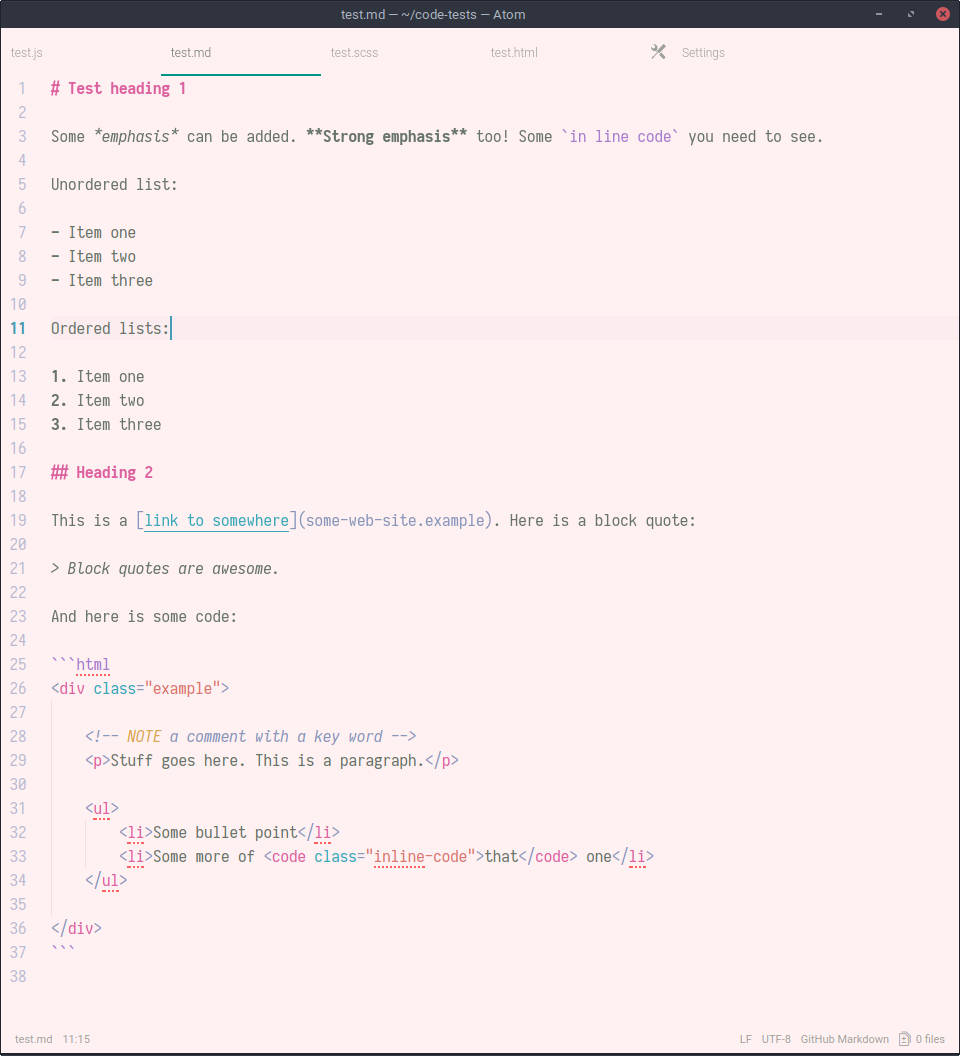 test.md — ~/code-tests — Atom
test.js test.md test.scss test.html Settings
1 # Test heading 1
2
3 Some *emphasis* can be added. **Strong emphasis** too! Some `in line code` you need to see.
4
5 Unordered list:
6
7 - Item one
8 - Item two
9 - Item three
10
11 Ordered lists:
12
13 1. Item one
14 2. Item two
15 3. Item three
16
17 ## Heading 2
18
19 This is a [link to somewhere](some-web-site.example). Here is a block quote:
20
21 > Block quotes are awesome.
22
23 And here is some code:
24
25 ```html
26 <div class="example">
27
28     <!-- NOTE a comment with a key word -->
29     <p>Stuff goes here. This is a paragraph.</p>
30
31     <ul>
32         <li>Some bullet point</li>
33         <li>Some more of <code class="inline-code">that</code> one</li>
34     </ul>
35
36 </div>
37 ```
38
test.md 11:15 LF UTF-8 GitHub Markdown 0 files